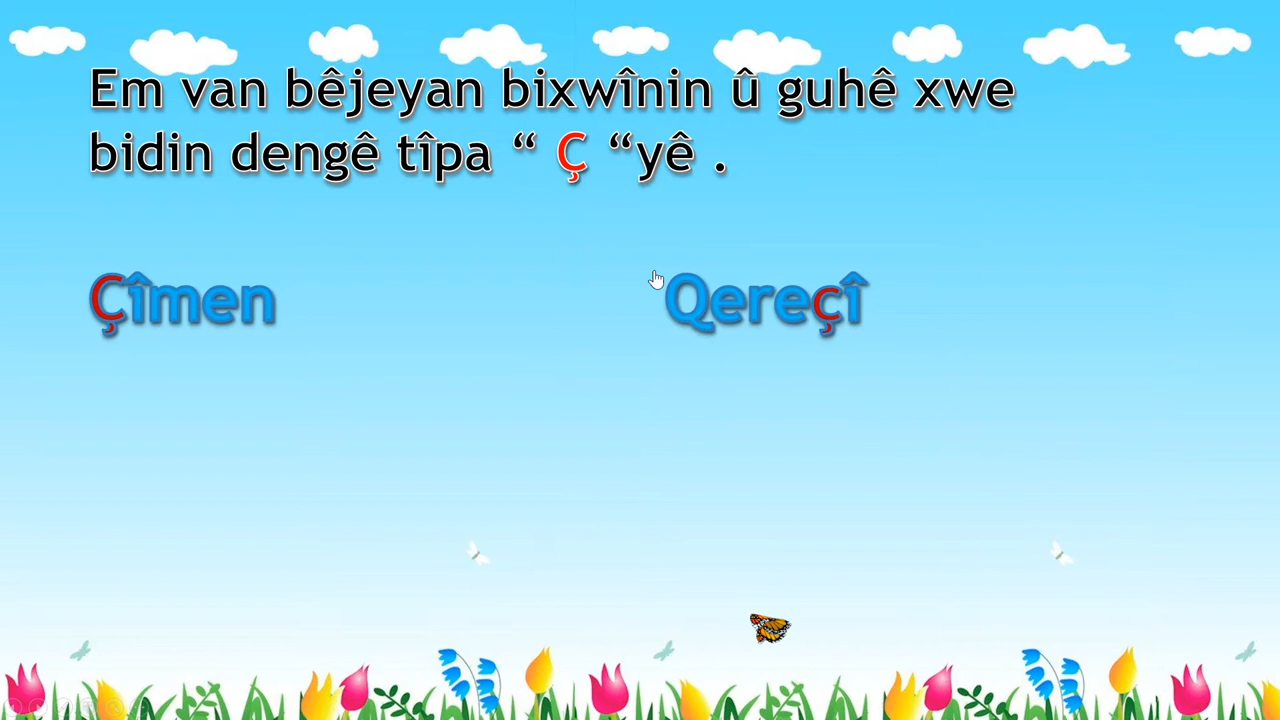 Em van bêjeyan bixwînin û guhê xwe
bidin dengê tîpa “ Ç “yê .
Çîmen
Qereçî